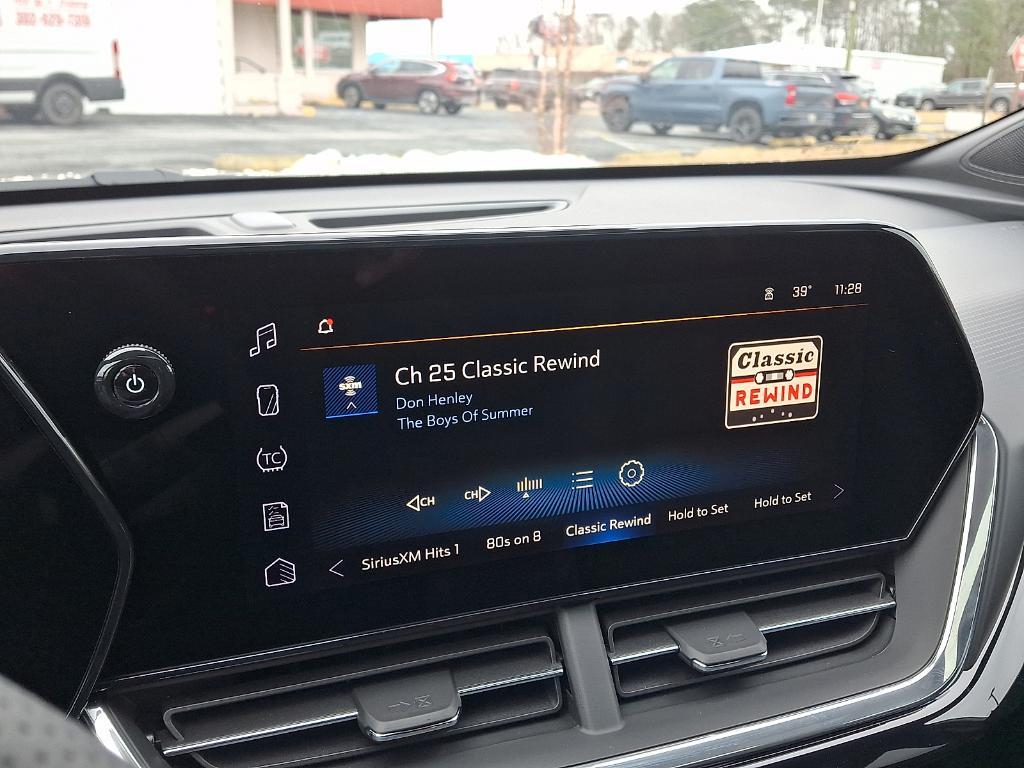 39° 11:28
sxm
Ch 25 Classic Rewind
Don Henley
The Boys Of Summer
Classic
REWIND
TC
CH
CH
SiriusXM Hits 1
80s on 8
Classic Rewind
Hold to Set
Hold to Set